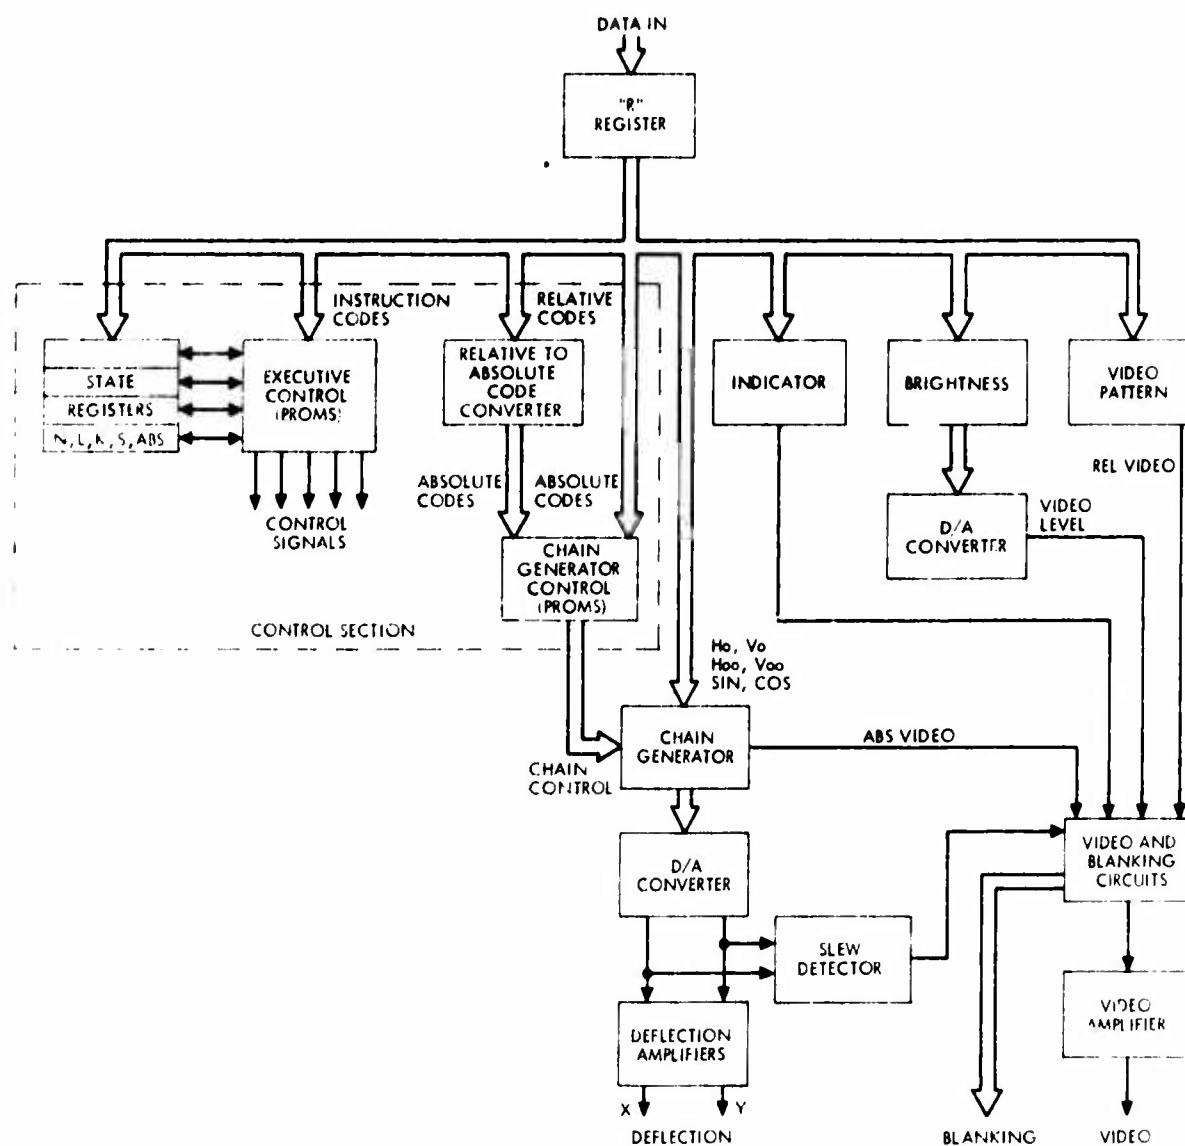 DATA IN
"R"
REGISTER
INSTRUCTION
CODES
RELATIVE
CODES
STATE
REGISTERS
N, L, K, S, ABS
EXECUTIVE
CONTROL
(PROMS)
RELATIVE TO
ABSOLUTE
CODE
CONVERTER
INDICATOR
BRIGHTNESS
VIDEO
PATTERN
CONTROL
SIGNALS
ABSOLUTE
CODES
ABSOLUTE
CODES
REL VIDEO
D/A
CONVERTER
VIDEO
LEVEL
CHAIN
GENERATOR
CONTROL
(PROMS)
CONTROL SECTION
Ho, Vo
Hoo, Voo
SIN, COS
CHAIN
GENERATOR
ABS VIDEO
CHAIN
CONTROL
D/A
CONVERTER
VIDEO AND
BLANKING
CIRCUITS
SLEW
DETECTOR
DEFLECTION
AMPLIFIERS
VIDEO
AMPLIFIER
X
Y
DEFLECTION
BLANKING
VIDEO